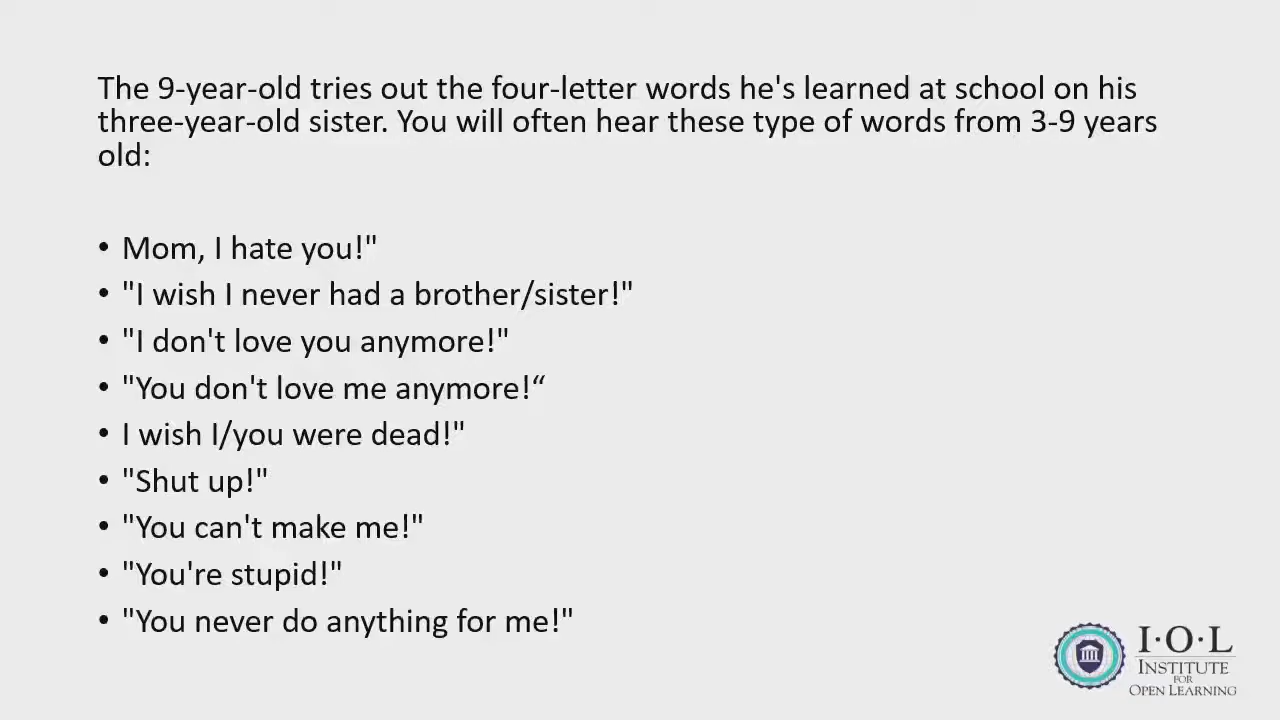 The 9-year-old tries out the four-letter words he's learned at school on his
three-year-old sister. You will often hear these type of words from 3-9 years
old:
• Mom, I hate you!"
• "I wish I never had a brother/sister!"
• "I don't love you anymore!"
• "You don't love me anymore!“
• I wish I/you were dead!"
• "Shut up!"
• "You can't make me!"
• "You're stupid!"
• "You never do anything for me!"
I·O·L
INSTITUTE
FOR
OPEN LEARNING